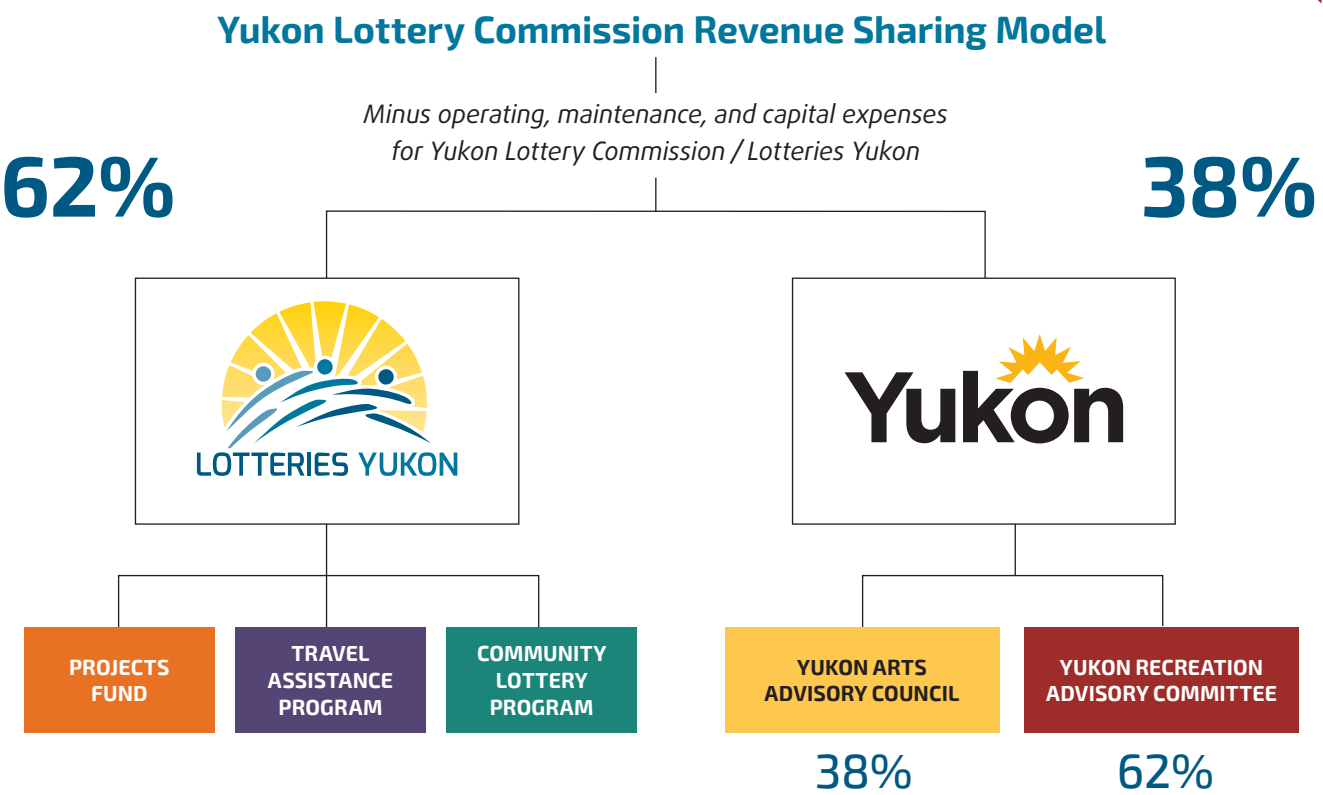 Yukon Lottery Commission Revenue Sharing Model
Minus operating, maintenance, and capital expenses
for Yukon Lottery Commission / Lotteries Yukon
62%
38%
LOTTERIES YUKON
Yukon
PROJECTS
FUND
TRAVEL
ASSISTANCE
PROGRAM
COMMUNITY
LOTTERY
PROGRAM
YUKON ARTS
ADVISORY COUNCIL
YUKON RECREATION
ADVISORY COMMITTEE
38%
62%